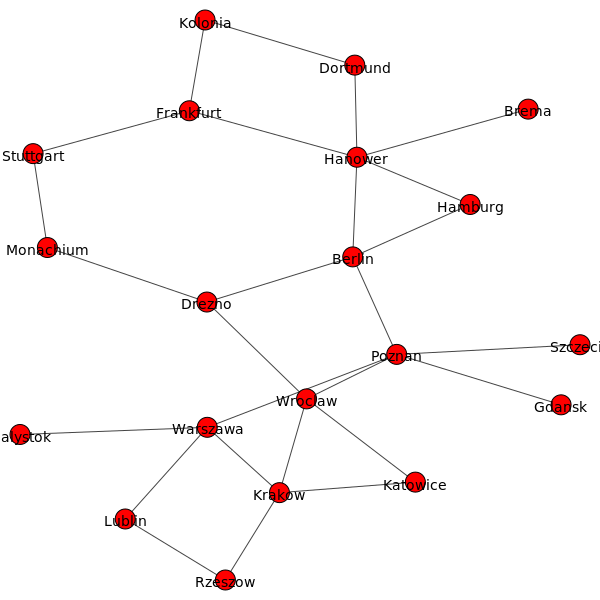 Kolonia
Dortmund
Brema
Frankfurt
Stuttgart
Hanower
Hamburg
Monachium
Berlin
Drezno
Poznan
Szczeci
Gdansk
Wroclaw
Warszawa
alystok
Katowice
Krakow
Lublin
Rzeszow